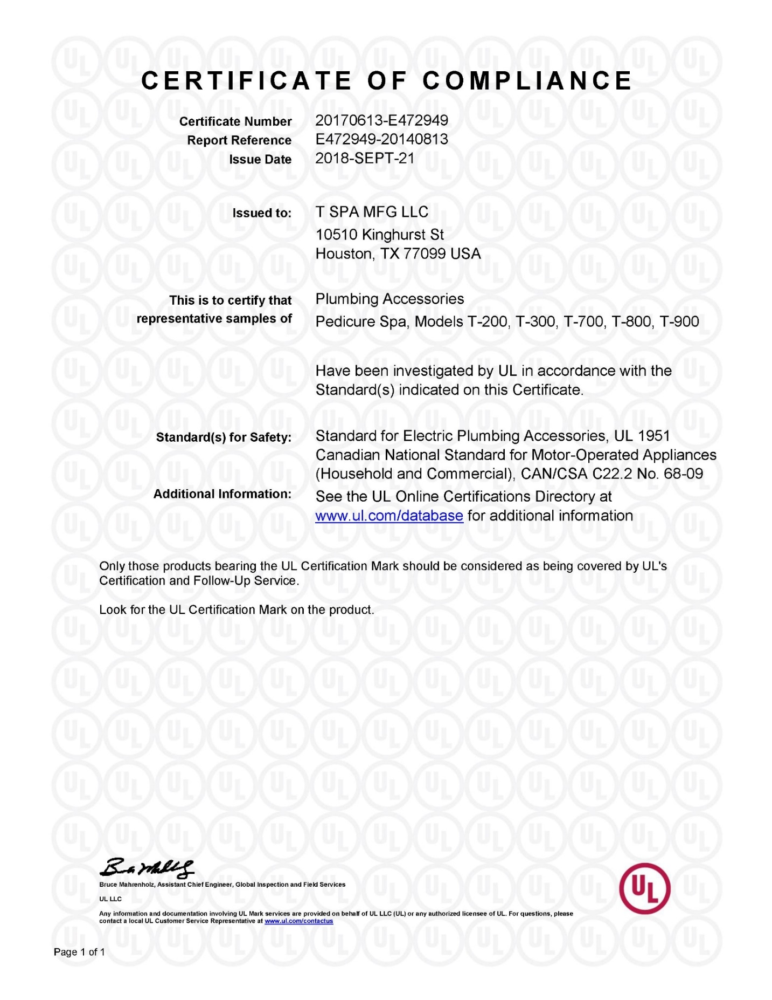 CERTIFICATE OF COMPLIANCE
Certificate Number 20170613-E472949
Report Reference E472949-20140813
Issue Date 2018-SEPT-21
Issued to: T SPA MFG LLC
10510 Kinghurst St
Houston, TX 77099 USA
This is to certify that Plumbing Accessories
representative samples of Pedicure Spa, Models T-200, T-300, T-700, T-800, T-900
Have been investigated by UL in accordance with the
Standard(s) indicated on this Certificate.
Standard(s) for Safety: Standard for Electric Plumbing Accessories, UL 1951
Canadian National Standard for Motor-Operated Appliances
(Household and Commercial), CAN/CSA C22.2 No. 68-09
Additional Information: See the UL Online Certifications Directory at
www.ul.com/database for additional information
Only those products bearing the UL Certification Mark should be considered as being covered by UL's
Certification and Follow-Up Service.
Look for the UL Certification Mark on the product.
Bruce Mahrenholz, Assistant Chief Engineer, Global Inspection and Field Services
UL LLC
Any information and documentation involving UL Mark services are provided on behalf of UL LLC (UL) or any authorized licensee of UL. For questions, please
contact a local UL Customer Service Representative at www.ul.com/contactus
UL
Page 1 of 1